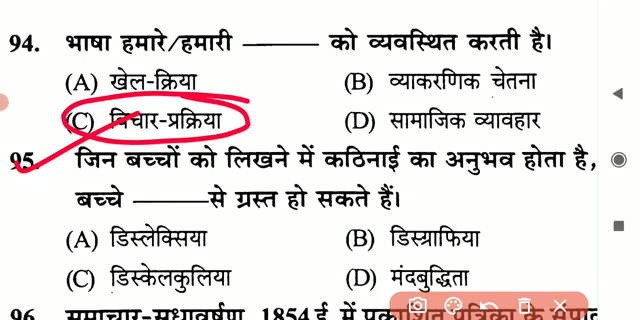 94. भाषा हमारे/हमारी ——— को व्यवस्थित करती है।
(A) खेल-क्रिया (B) व्याकरणिक चेतना
(C) विचार-प्रक्रिया (D) सामाजिक व्यावहार
95. जिन बच्चों को लिखने में कठिनाई का अनुभव होता है,
बच्चे ——— से ग्रस्त हो सकते हैं।
(A) डिस्लेक्सिया (B) डिस्ग्राफिया
(C) डिस्केलकुलिया (D) मंदबुद्धिता
96. समाचार-सुधावर्षण, 1854 ई. में प्रकाशित पत्रिका के